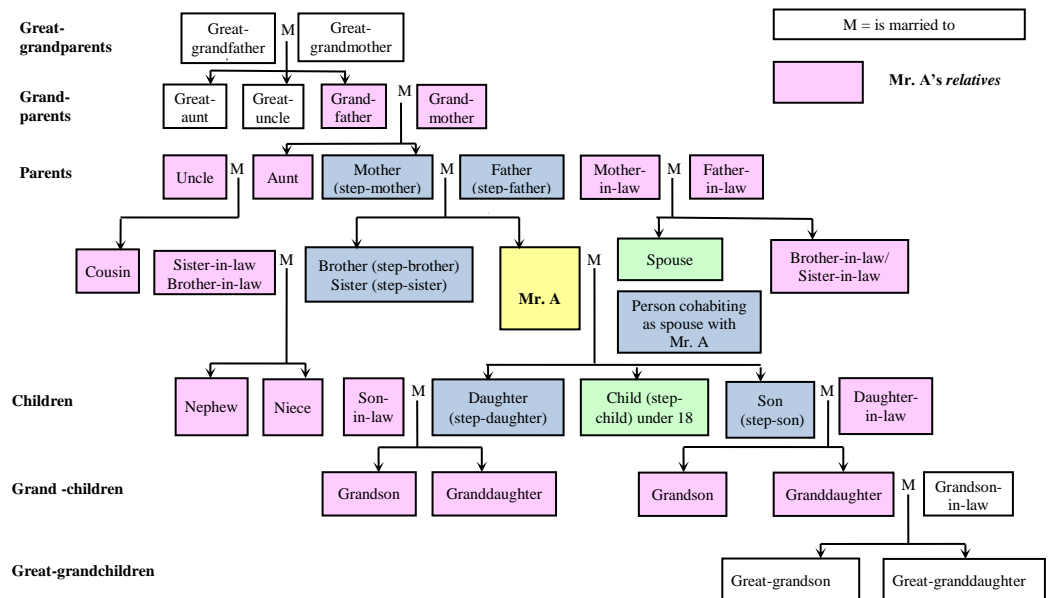 Great-
grandparents
Great-
grandfather
M
Great-
grandmother
M = is married to
Mr. A's relatives
Grand-
parents
Great-
aunt
Great-
uncle
Grand-
father
M
Grand-
mother
Parents
Uncle
M
Aunt
Mother
(step-mother)
M
Father
(step-father)
Mother-
in-law
M
Father-
in-law
Cousin
Sister-in-law
Brother-in-law
M
Brother (step-brother)
Sister (step-sister)
Mr. A
M
Spouse
Brother-in-law/
Sister-in-law
Person cohabiting
as spouse with
Mr. A
Children
Nephew
Niece
Son-
in-law
M
Daughter
(step-daughter)
Child (step-
child) under 18
Son
(step-son)
M
Daughter-
in-law
Grand -children
Grandson
Granddaughter
Grandson
Granddaughter
M
Grandson-
in-law
Great-grandchildren
Great-grandson
Great-granddaughter